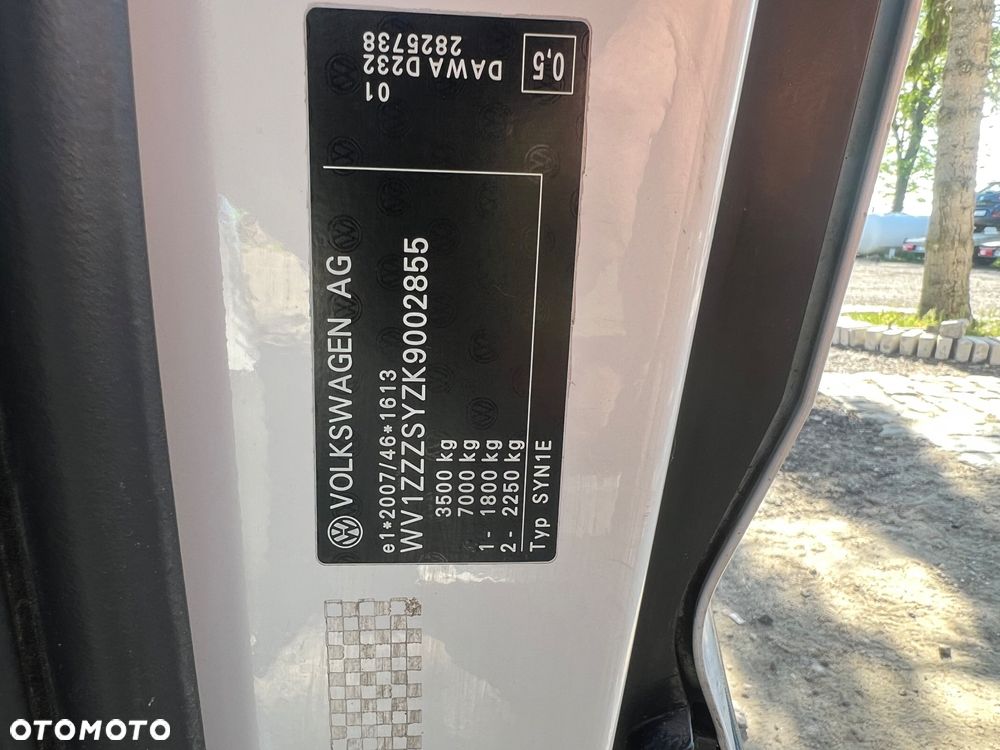 VOLKSWAGEN AG
e1*2007/46*1613
WV1ZZZSYZK9002855
3500 kg
7000 kg
1- 1800 kg
2- 2250 kg
Typ SYN1E
01
DAWA D232
2825738
0,5
OTOMOTO